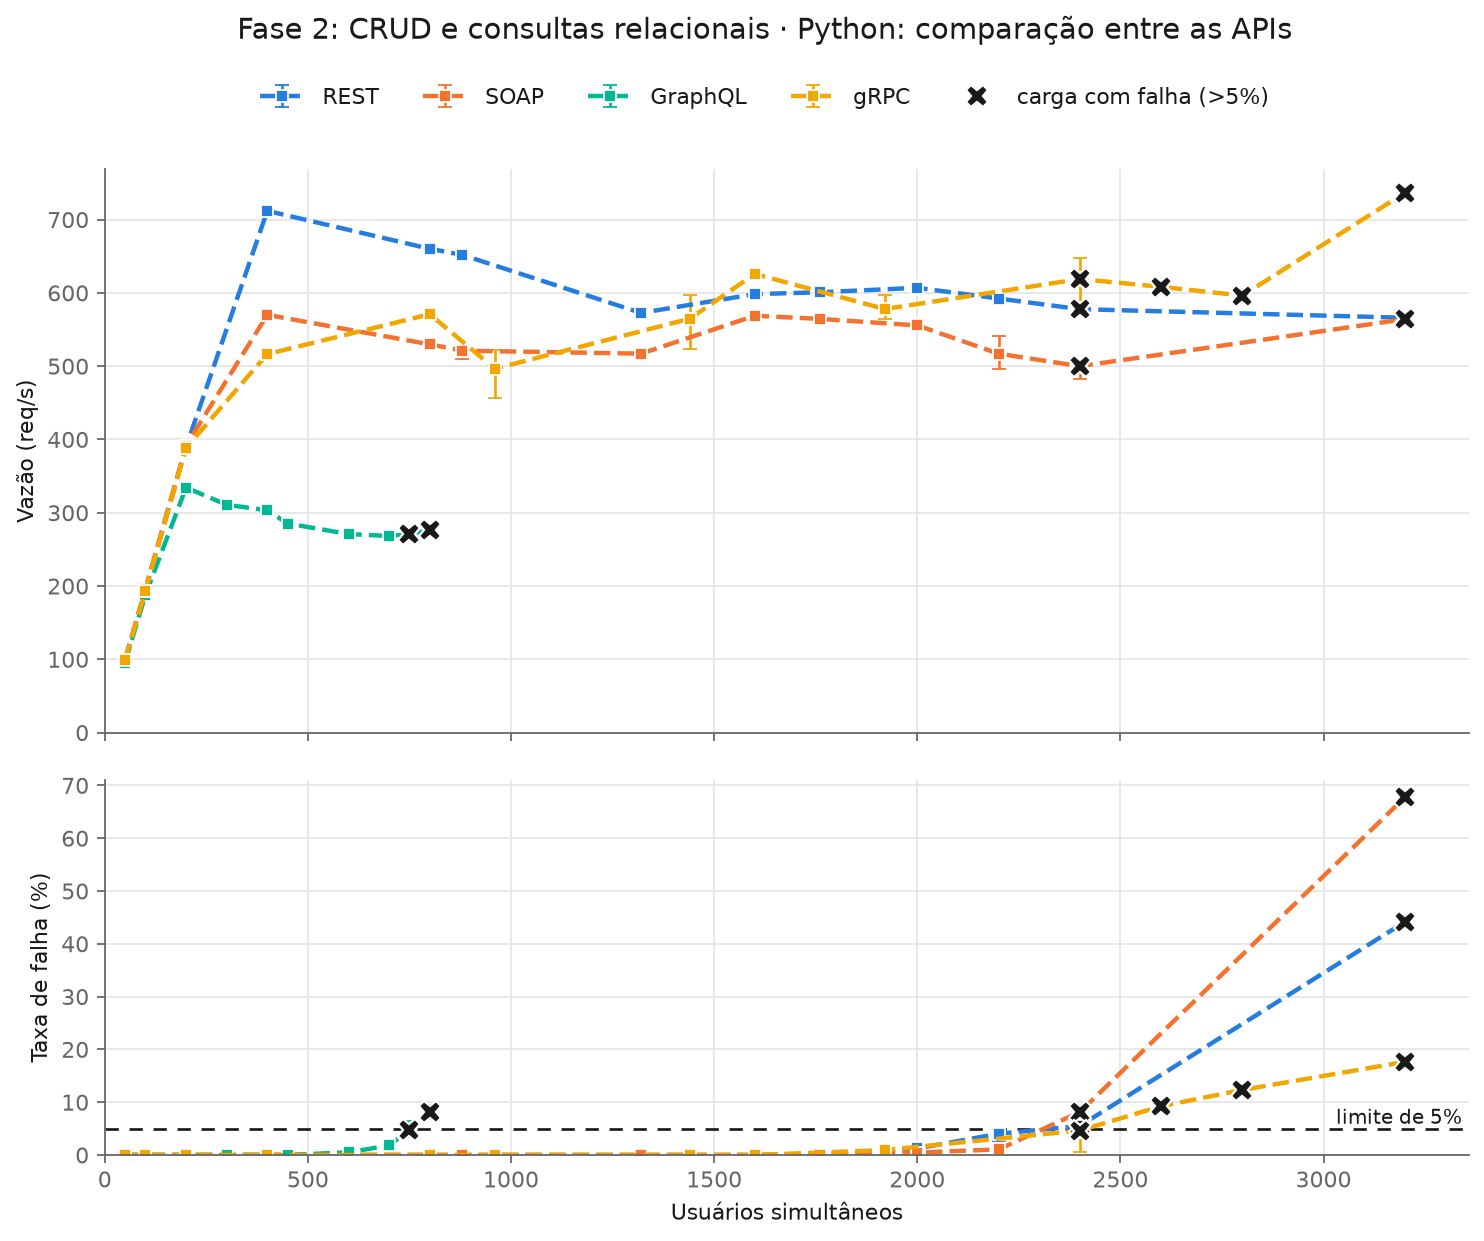 Fase 2: CRUD e consultas relacionais · Python: comparação entre as APIs
REST SOAP GraphQL gRPC carga com falha (>5%)
Vazão (req/s)
700
600
500
400
300
200
100
0
Taxa de falha (%)
70
60
50
40
30
20
10
0
limite de 5%
0 500 1000 1500 2000 2500 3000
Usuários simultâneos